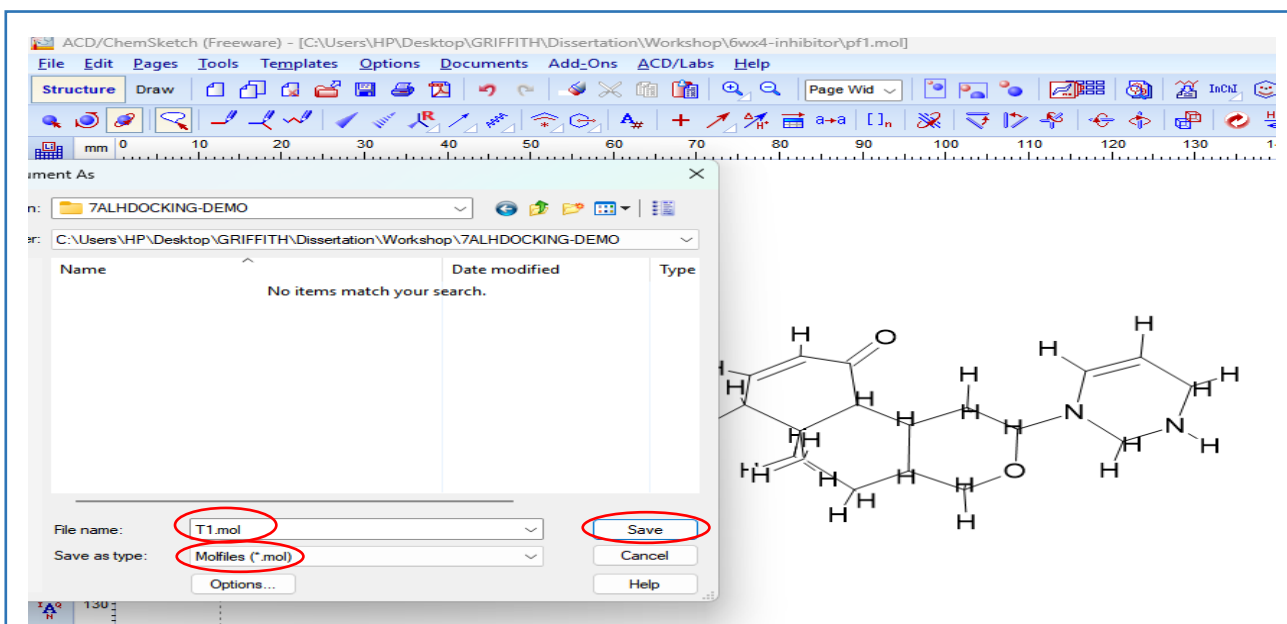 ACD/ChemSketch (Freeware) - [C:\Users\HP\Desktop\GRIFFITH\Dissertation\Workshop\6wx4-inhibitor\pf1.mol]
File Edit Pages Tools Templates Options Documents Add-Ons ACD/Labs Help
Structure Draw Page Wid InChI
mm 0 10 20 30 40 50 60 70 80 90 100 110 120 130
ument As
n: 7ALHDOCKING-DEMO
er: C:\Users\HP\Desktop\GRIFFITH\Dissertation\Workshop\7ALHDOCKING-DEMO
Name Date modified Type
No items match your search.
H O H
H H H
H H H H
H H N H
H H N H
H O H H
H H H H
H H
File name: T1.mol Save
Save as type: Molfiles (*.mol) Cancel
Options... Help
130